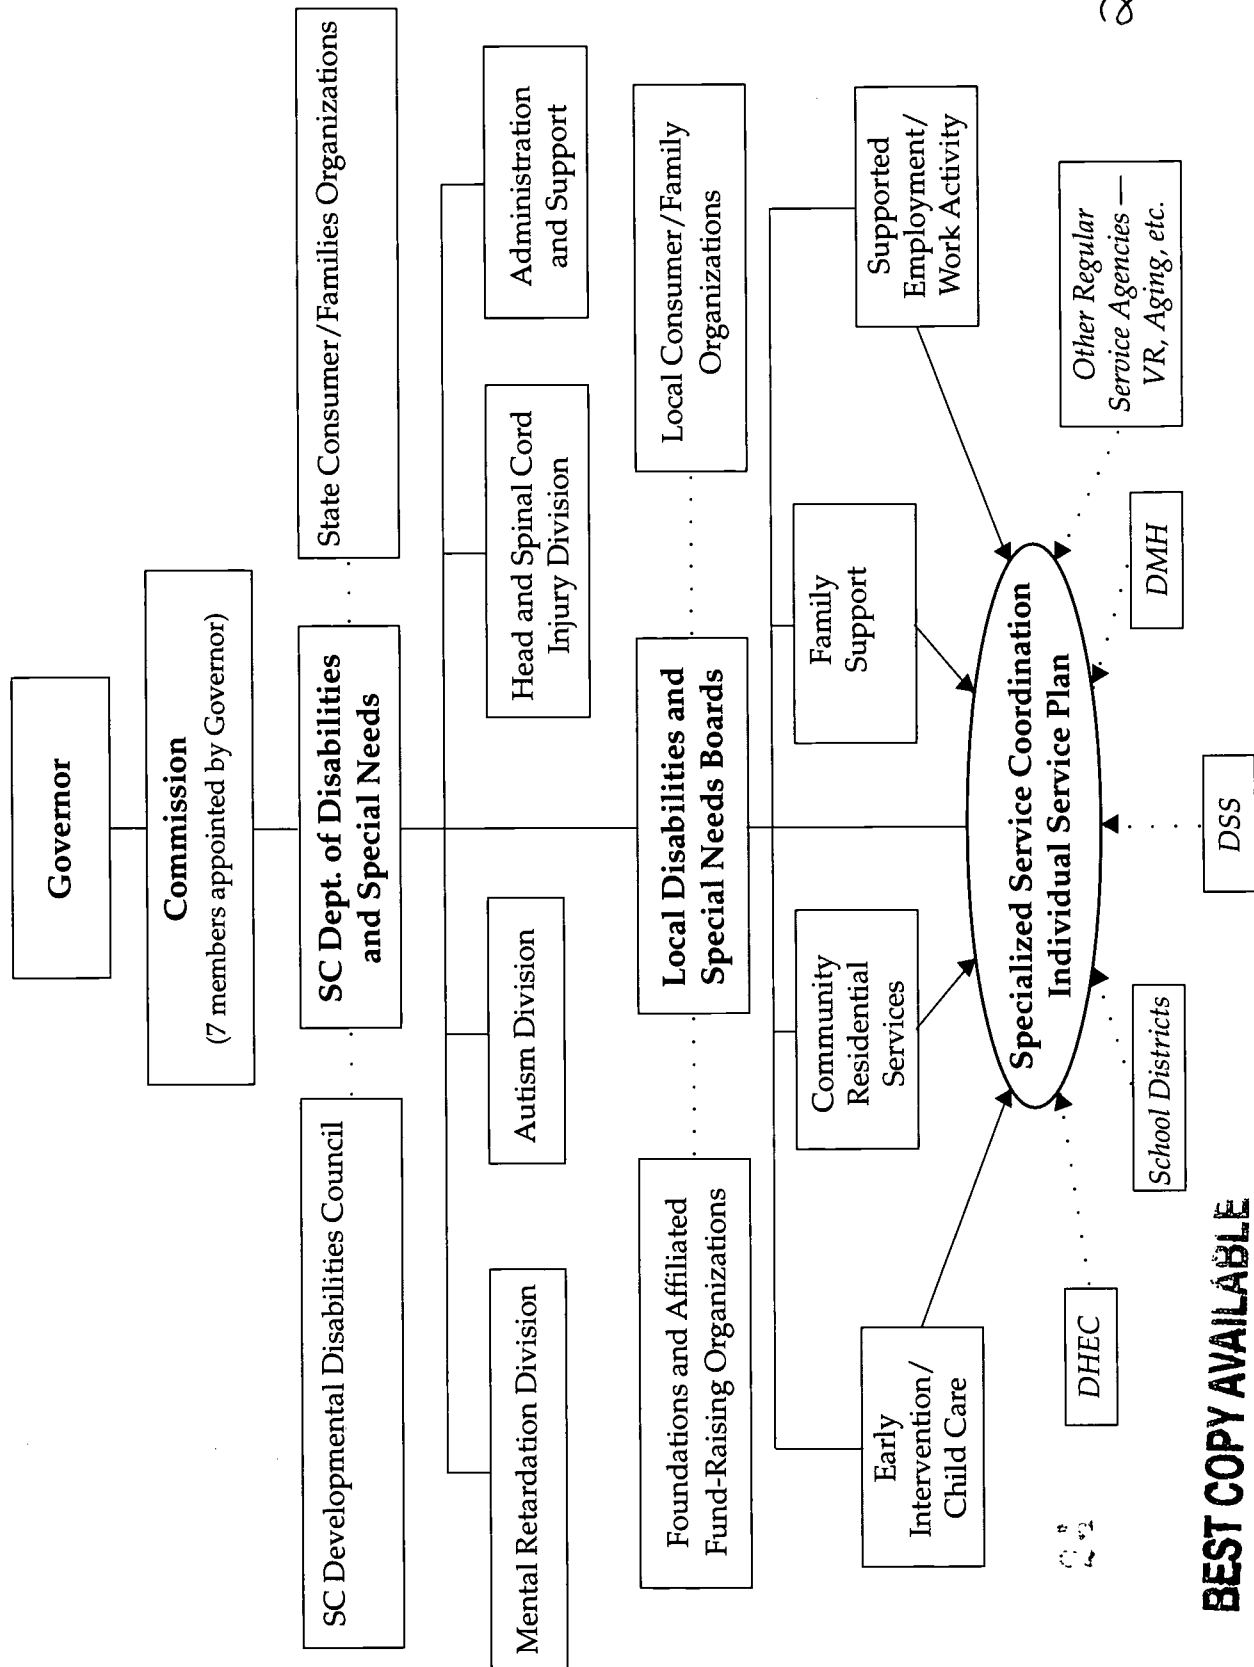 Governor
Commission
(7 members appointed by Governor)
SC Developmental Disabilities Council
SC Dept. of Disabilities
and Special Needs
State Consumer/Families Organizations
Mental Retardation Division
Autism Division
Head and Spinal Cord
Injury Division
Administration
and Support
Foundations and Affiliated
Fund-Raising Organizations
Local Disabilities and
Special Needs Boards
Local Consumer/Family
Organizations
Early
Intervention/
Child Care
Community
Residential
Services
Family
Support
Supported
Employment/
Work Activity
Specialized Service Coordination
Individual Service Plan
DHEC
School Districts
DSS
DMH
Other Regular
Service Agencies —
VR, Aging, etc.
BEST COPY AVAILABLE